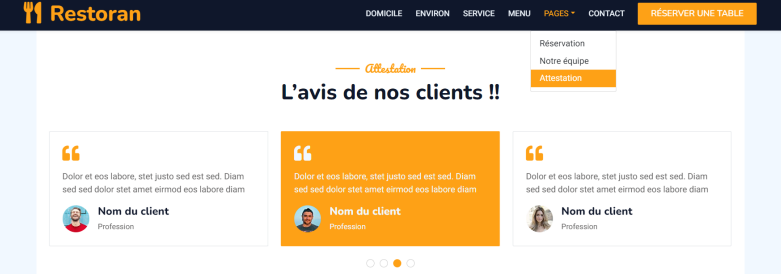 Restoran
DOMICILE ENVIRON SERVICE MENU PAGES CONTACT RÉSERVER UNE TABLE
Réservation
Notre équipe
Attestation
Attestation
L'avis de nos clients !!
Dolor et eos labore, stet justo sed est sed. Diam
sed sed dolor stet amet eirmod eos labore diam
Nom du client
Profession
Dolor et eos labore, stet justo sed est sed. Diam
sed sed dolor stet amet eirmod eos labore diam
Nom du client
Profession
Dolor et eos labore, stet justo sed est sed. Diam
sed sed dolor stet amet eirmod eos labore diam
Nom du client
Profession